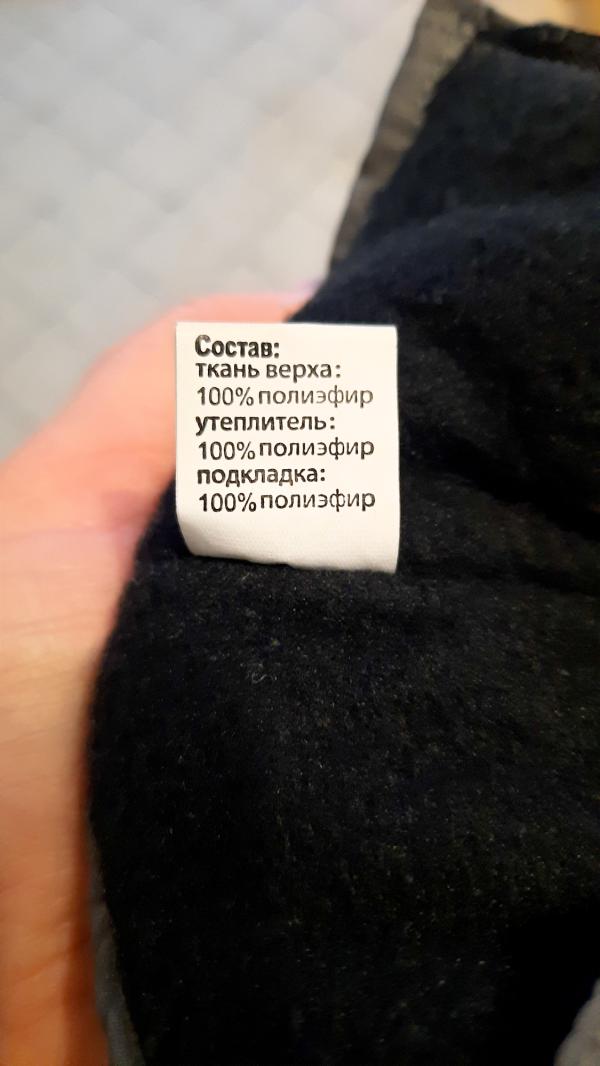 Состав:
ткань верха:
100% полиэфир
утеплитель:
100% полиэфир
подкладка:
100% полиэфир